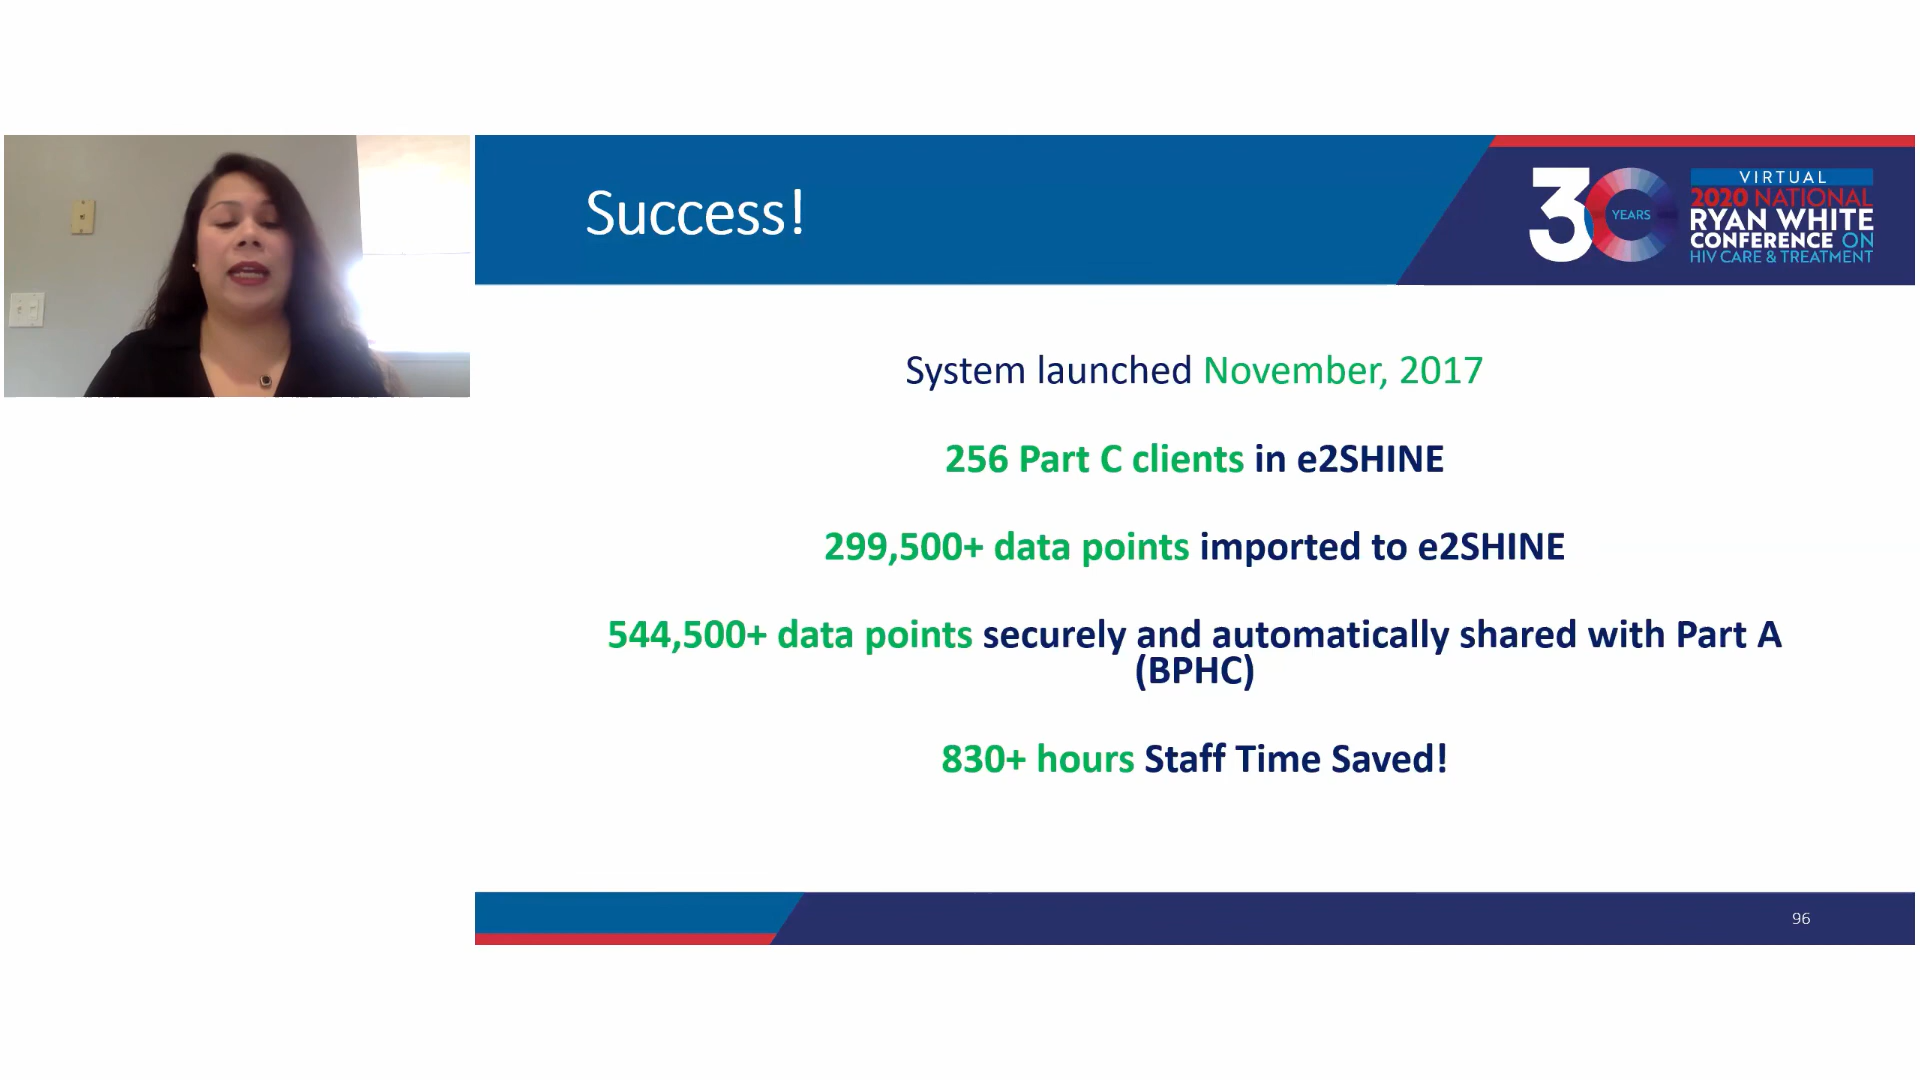 Success!
30
YEARS
VIRTUAL
2020 NATIONAL
RYAN WHITE
CONFERENCE ON
HIV CARE & TREATMENT
System launched November, 2017
256 Part C clients in e2SHINE
299,500+ data points imported to e2SHINE
544,500+ data points securely and automatically shared with Part A
(BPHC)
830+ hours Staff Time Saved!
96